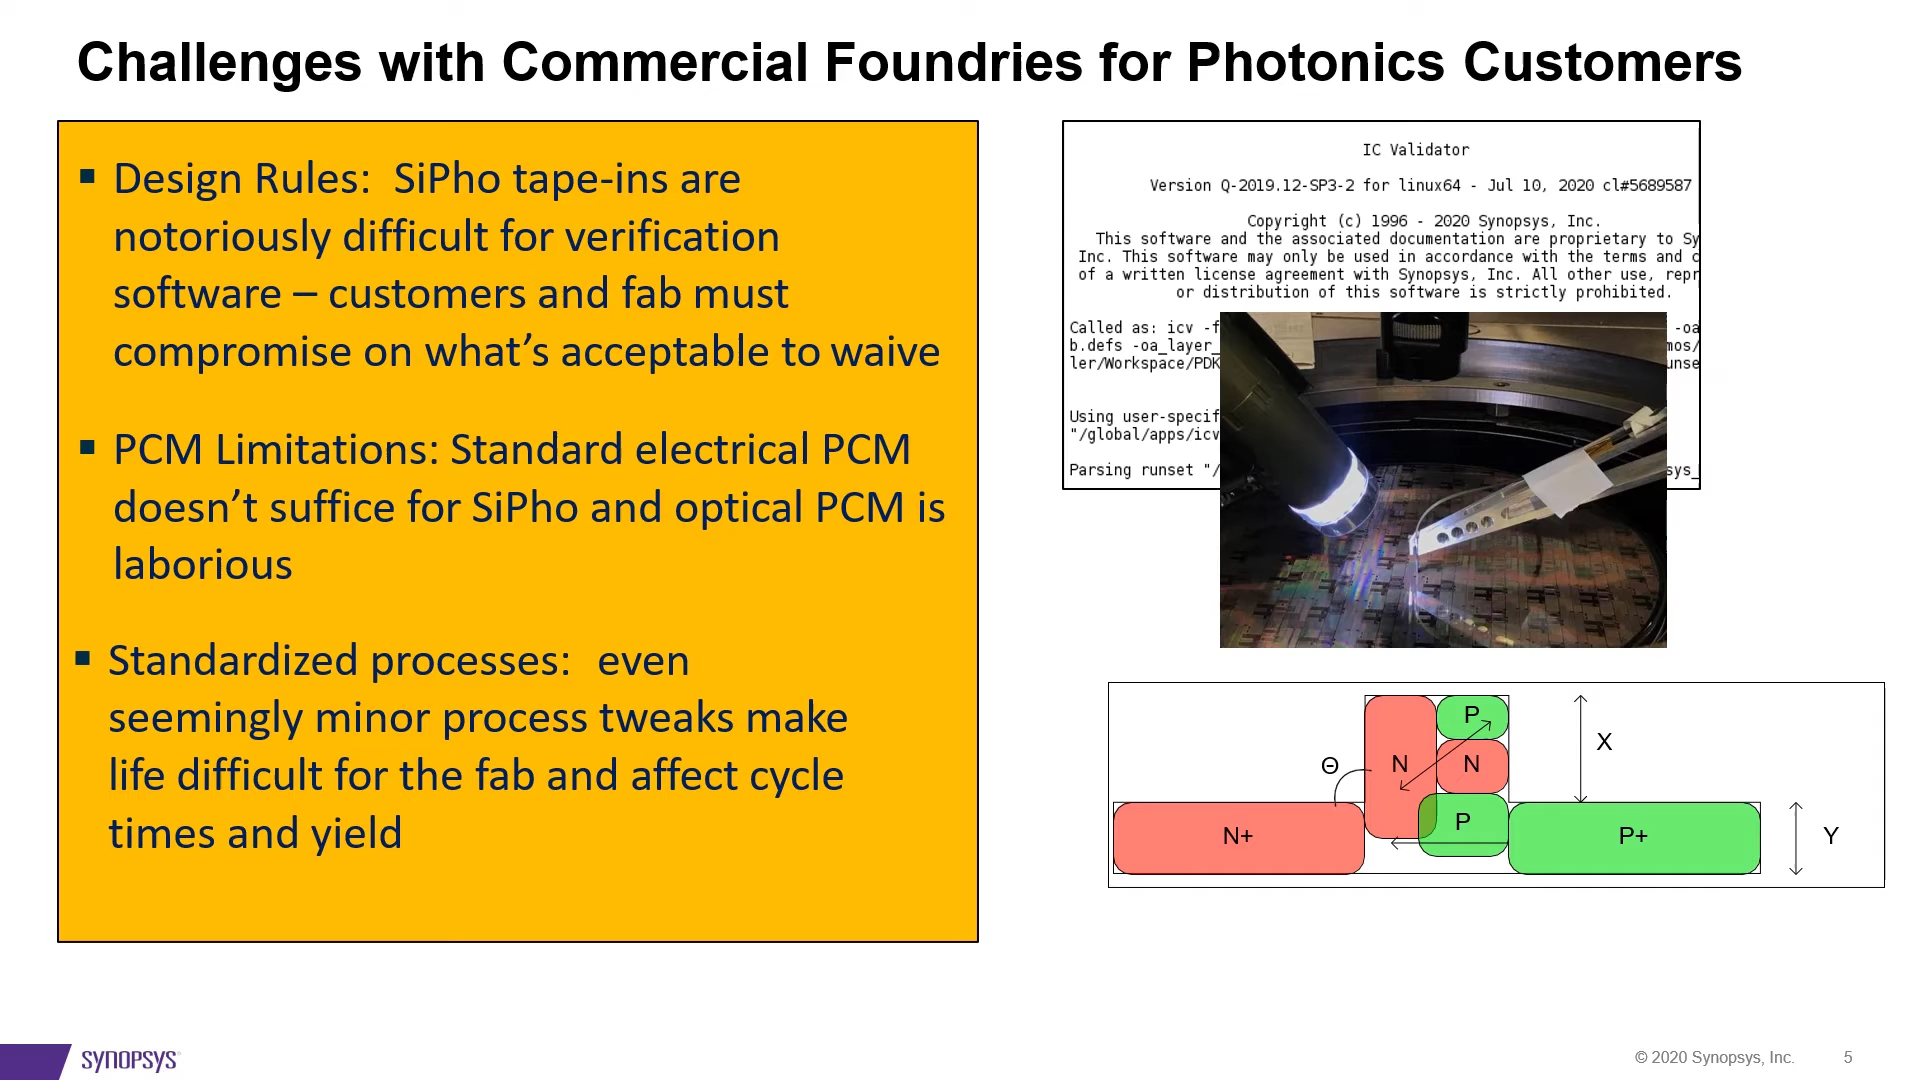 Challenges with Commercial Foundries for Photonics Customers
▪ Design Rules: SiPho tape-ins are
notoriously difficult for verification
software – customers and fab must
compromise on what’s acceptable to waive
▪ PCM Limitations: Standard electrical PCM
doesn’t suffice for SiPho and optical PCM is
laborious
▪ Standardized processes: even
seemingly minor process tweaks make
life difficult for the fab and affect cycle
times and yield
IC Validator
Version Q-2019.12-SP3-2 for linux64 - Jul 10, 2020 cl#5689587
Copyright (c) 1996 - 2020 Synopsys, Inc.
This software and the associated documentation are proprietary to Sy
Inc. This software may only be used in accordance with the terms and c
of a written license agreement with Synopsys, Inc. All other use, repr
or distribution of this software is strictly prohibited.
Called as: icv -f -oa
b.defs -oa_layer_ mos/
ler/Workspace/PDK unse
Using user-specif
"/global/apps/icv
Parsing runset "/ sys_
P
X
Θ
N
N
P
N+
P+
Y
SYNOPSYS
© 2020 Synopsys, Inc. 5